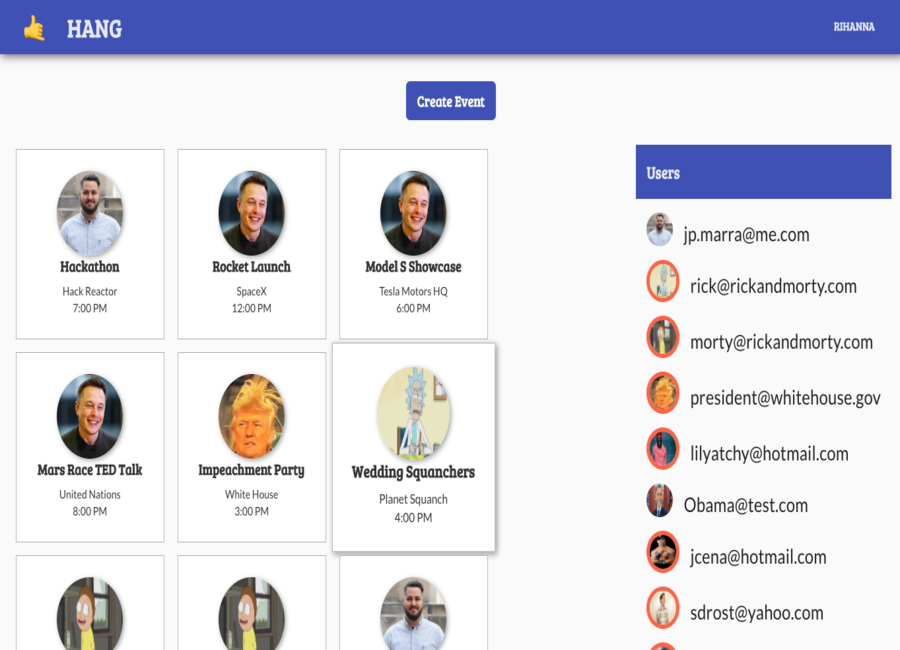 HANG
RIHANNA
Create Event
Hackathon
Hack Reactor
7:00 PM
Rocket Launch
SpaceX
12:00 PM
Model S Showcase
Tesla Motors HQ
6:00 PM
Mars Race TED Talk
United Nations
8:00 PM
Impeachment Party
White House
3:00 PM
Wedding Squanchers
Planet Squanch
4:00 PM
Users
jp.marra@me.com
rick@rickandmorty.com
morty@rickandmorty.com
president@whitehouse.gov
lilyatchy@hotmail.com
Obama@test.com
jcena@hotmail.com
sdrost@yahoo.com